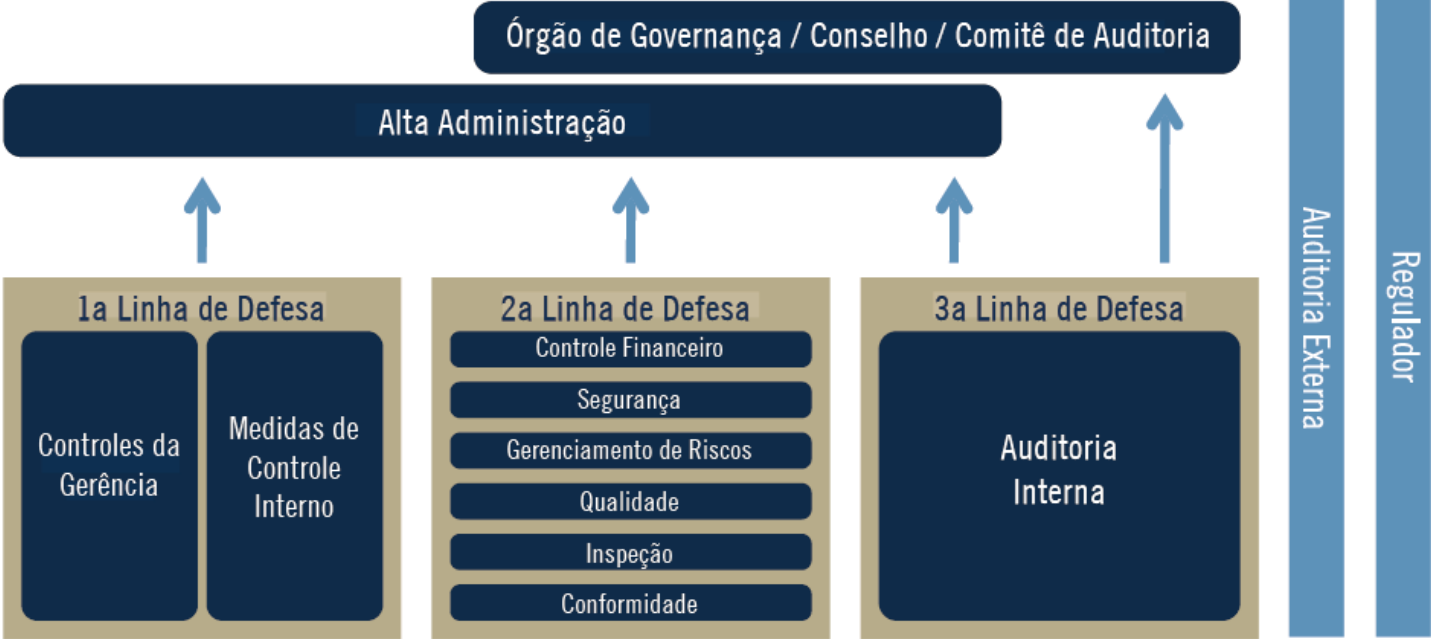 Órgão de Governança / Conselho / Comitê de Auditoria
Alta Administração
1a Linha de Defesa
Controles da
Gerência
Medidas de
Controle
Interno
2a Linha de Defesa
Controle Financeiro
Segurança
Gerenciamento de Riscos
Qualidade
Inspeção
Conformidade
3a Linha de Defesa
Auditoria
Interna
Auditoria Externa
Regulador